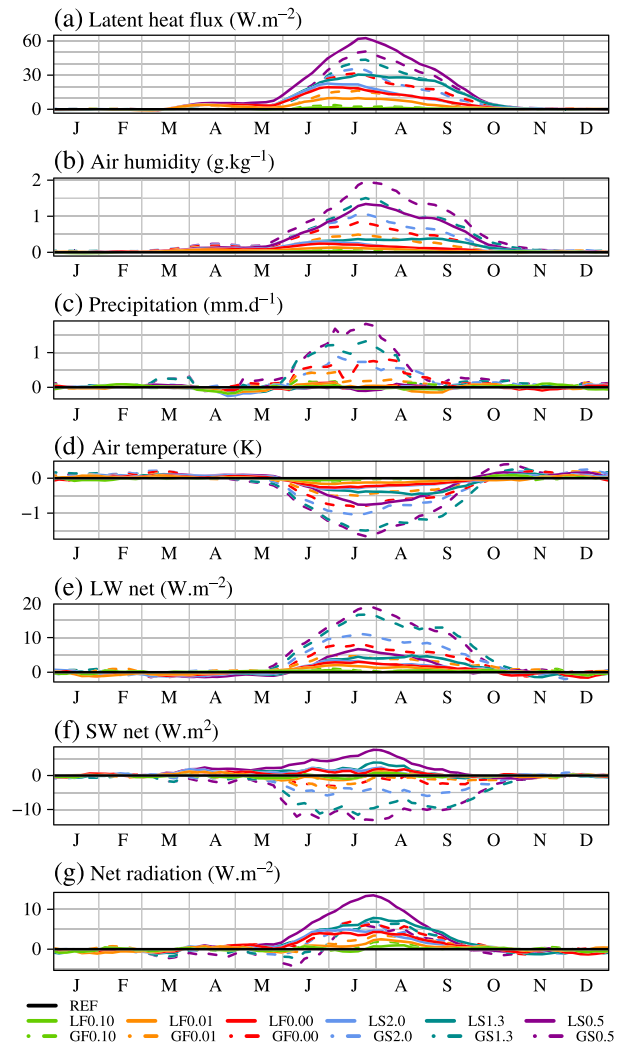 (a) Latent heat flux (W.m−2)
60
30
0
J F M A M J J A S O N D
(b) Air humidity (g.kg−1)
2
1
0
J F M A M J J A S O N D
(c) Precipitation (mm.d−1)
1
0
J F M A M J J A S O N D
(d) Air temperature (K)
0
−1
J F M A M J J A S O N D
(e) LW net (W.m−2)
20
10
0
J F M A M J J A S O N D
(f) SW net (W.m2)
0
−10
J F M A M J J A S O N D
(g) Net radiation (W.m−2)
10
0
J F M A M J J A S O N D
REF
LF0.10 LF0.01 LF0.00 LS2.0 LS1.3 LS0.5
GF0.10 GF0.01 GF0.00 GS2.0 GS1.3 GS0.5